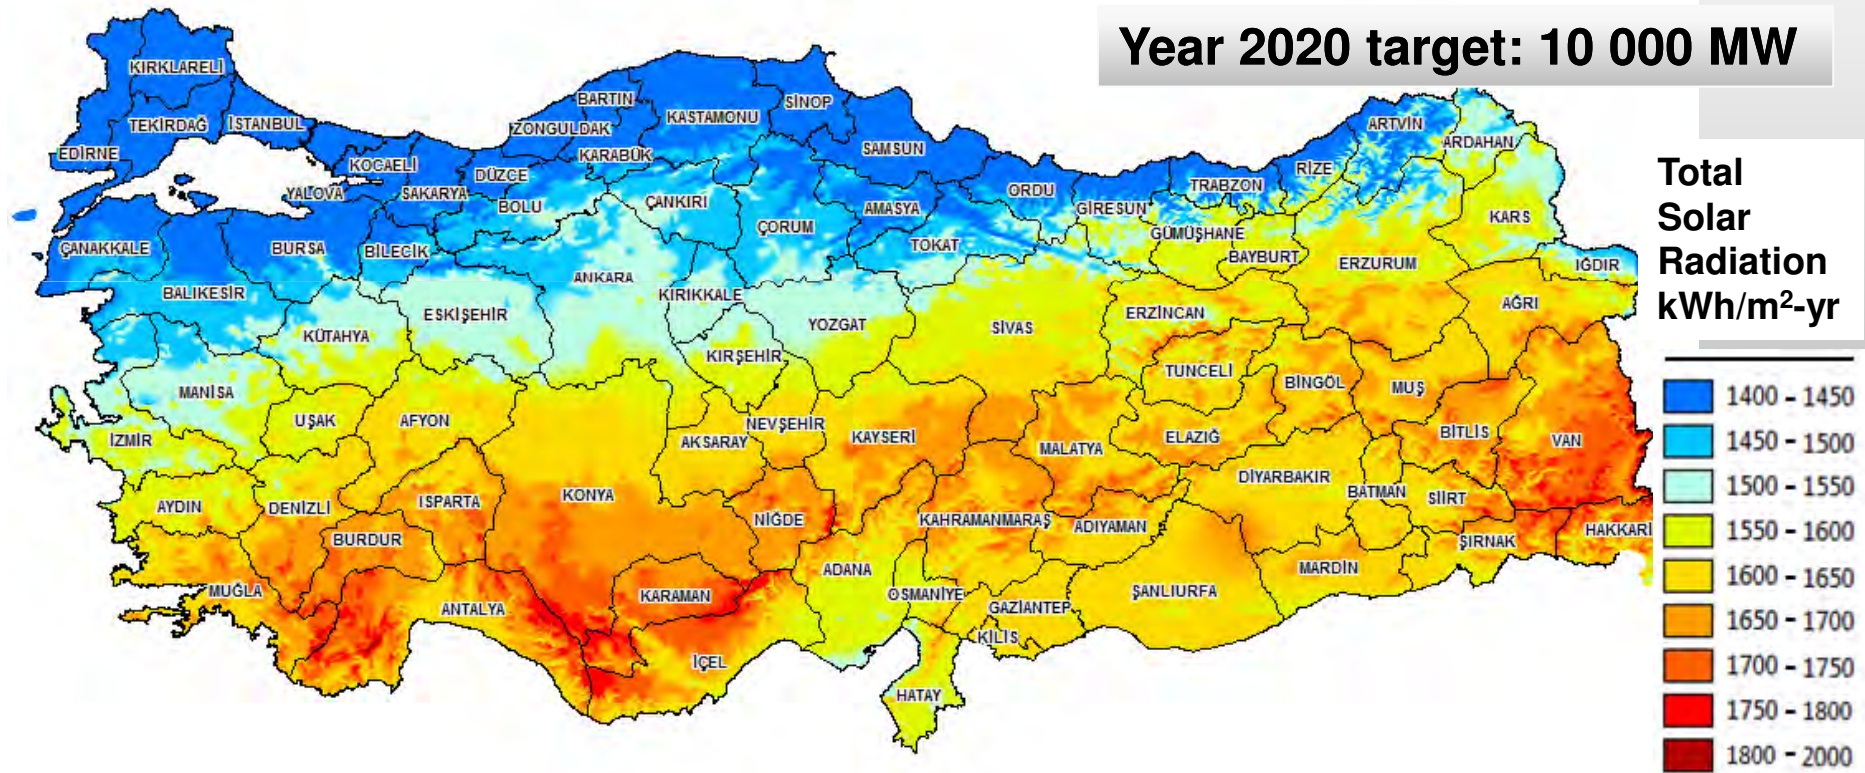 Year 2020 target: 10 000 MW
KIRKLARELİ
TEKİRDAĞ
İSTANBUL
EDİRNE
KOCAELİ
YALOVA
SAKARYA
DÜZCE
BOLU
ZONGULDAK
BARTIN
KARABÜK
KASTAMONU
SİNOP
SAMSUN
ÇANKIRI
ÇORUM
AMASYA
TOKAT
ORDU
GİRESUN
TRABZON
RİZE
ARTVİN
ARDAHAN
KARS
GÜMÜŞHANE
BAYBURT
ERZURUM
IĞDIR
AĞRI
ÇANAKKALE
BURSA
BİLECİK
BALIKESİR
KÜTAHYA
ESKİŞEHİR
ANKARA
KIRIKKALE
YOZGAT
KIRŞEHİR
SİVAS
ERZİNCAN
TUNCELİ
BİNGÖL
MUŞ
BİTLİS
VAN
MANİSA
İZMİR
UŞAK
AFYON
AKSARAY
NEVŞEHİR
KAYSERİ
MALATYA
ELAZIĞ
DİYARBAKIR
BATMAN
SİİRT
AYDIN
DENİZLİ
ISPARTA
BURDUR
KONYA
NİĞDE
KAHRAMANMARAŞ
ADIYAMAN
ŞIRNAK
HAKKARİ
MARDİN
MUĞLA
ANTALYA
KARAMAN
İÇEL
ADANA
OSMANİYE
GAZİANTEP
KİLİS
ŞANLIURFA
HATAY
Total
Solar
Radiation
kWh/m²-yr
1400 - 1450
1450 - 1500
1500 - 1550
1550 - 1600
1600 - 1650
1650 - 1700
1700 - 1750
1750 - 1800
1800 - 2000